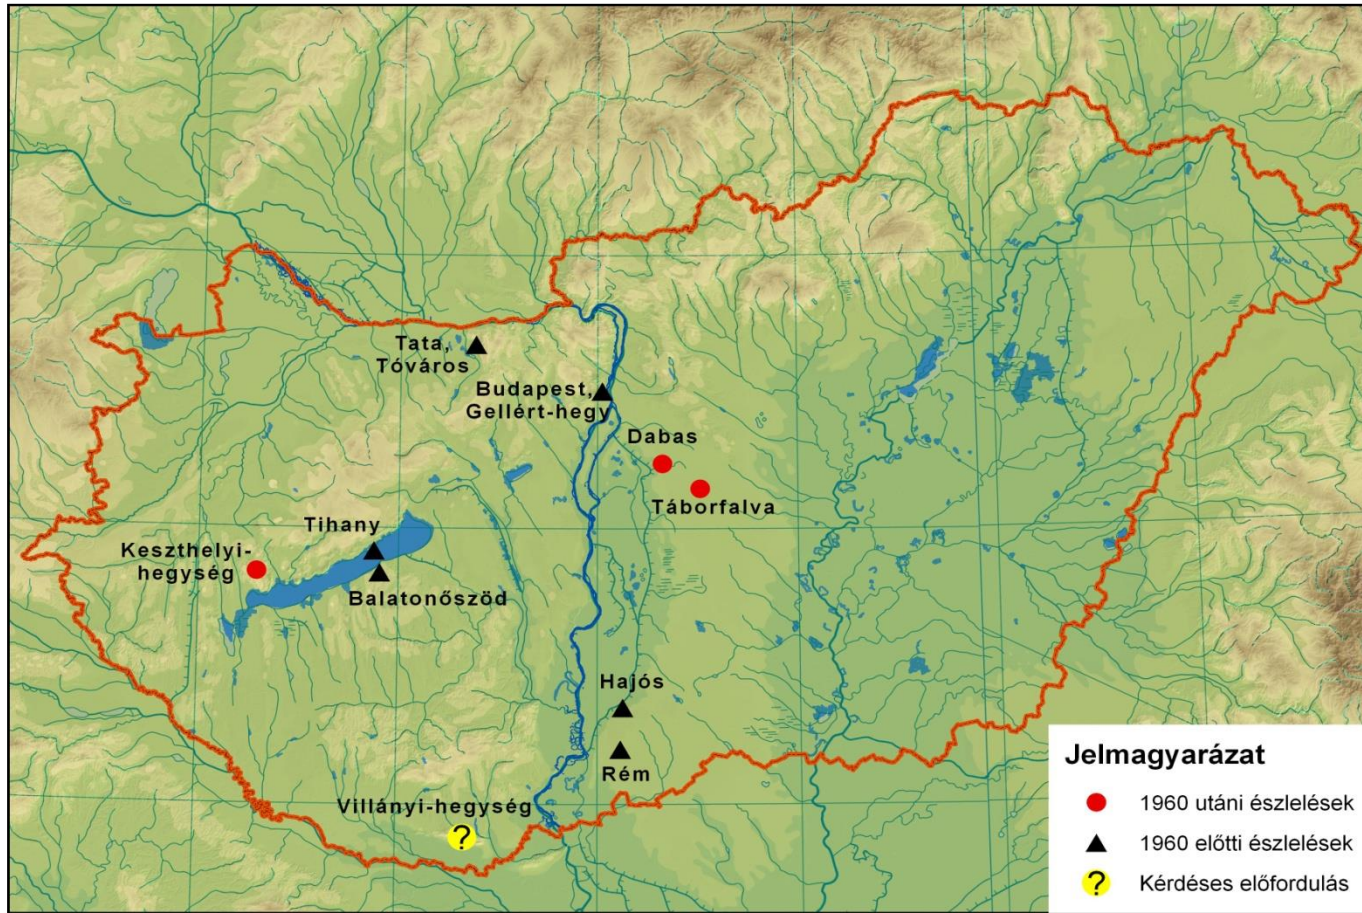 Tata,
Tóváros
Budapest,
Gellért-hegy
Dabas
Táborfalva
Tihany
Keszthelyi-
hegység
Balatonőszöd
Hajós
Rém
Villányi-hegység
?
Jelmagyarázat
1960 utáni észlelések
1960 előtti észlelések
? Kérdéses előfordulás